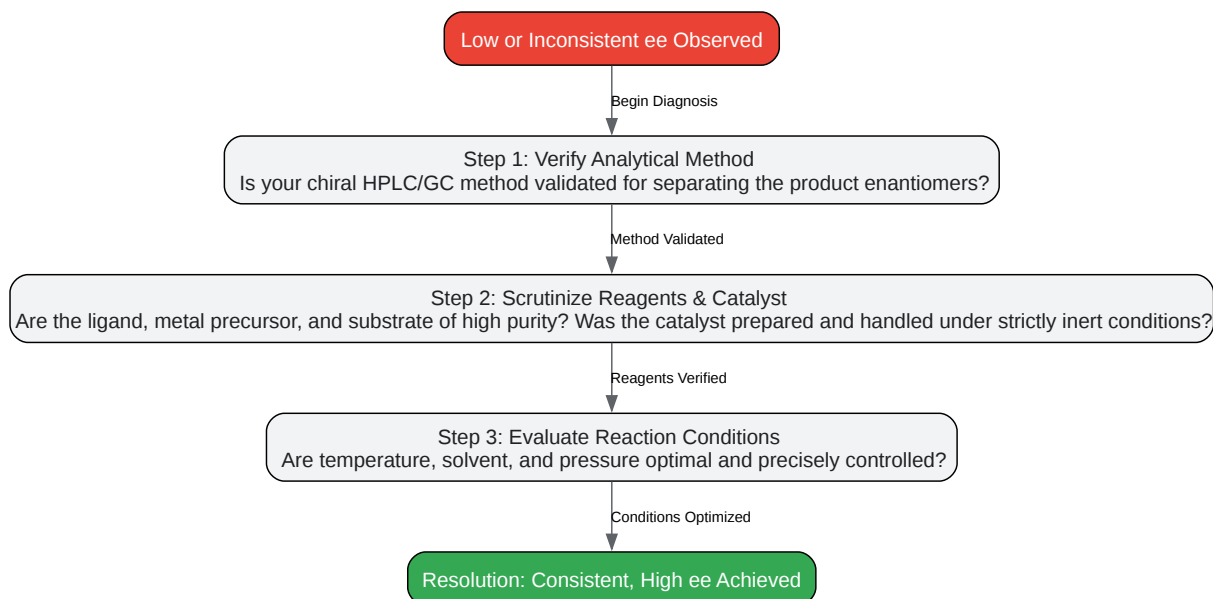 Low or Inconsistent ee Observed
Begin Diagnosis
Step 1: Verify Analytical Method
Is your chiral HPLC/GC method validated for separating the product enantiomers?
Method Validated
Step 2: Scrutinize Reagents & Catalyst
Are the ligand, metal precursor, and substrate of high purity? Was the catalyst prepared and handled under strictly inert conditions?
Reagents Verified
Step 3: Evaluate Reaction Conditions
Are temperature, solvent, and pressure optimal and precisely controlled?
Conditions Optimized
Resolution: Consistent, High ee Achieved